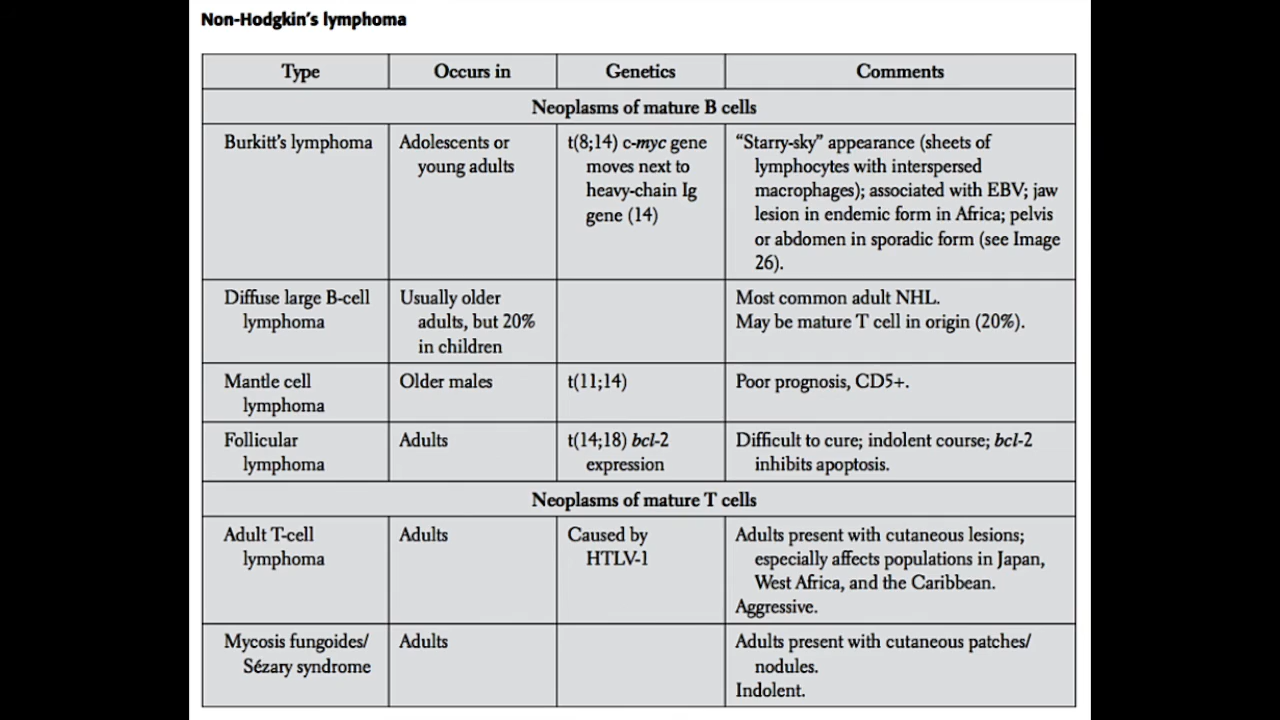 Non-Hodgkin's lymphoma
Type Occurs in Genetics Comments
Neoplasms of mature B cells
Burkitt's lymphoma
Adolescents or
young adults
t(8;14) c-myc gene
moves next to
heavy-chain Ig
gene (14)
"Starry-sky" appearance (sheets of
lymphocytes with interspersed
macrophages); associated with EBV; jaw
lesion in endemic form in Africa; pelvis
or abdomen in sporadic form (see Image
26).
Diffuse large B-cell
lymphoma
Usually older
adults, but 20%
in children
Most common adult NHL.
May be mature T cell in origin (20%).
Mantle cell
lymphoma
Older males
t(11;14)
Poor prognosis, CD5+.
Follicular
lymphoma
Adults
t(14;18) bcl-2
expression
Difficult to cure; indolent course; bcl-2
inhibits apoptosis.
Neoplasms of mature T cells
Adult T-cell
lymphoma
Adults
Caused by
HTLV-1
Adults present with cutaneous lesions;
especially affects populations in Japan,
West Africa, and the Caribbean.
Aggressive.
Mycosis fungoides/
Sézary syndrome
Adults
Adults present with cutaneous patches/
nodules.
Indolent.